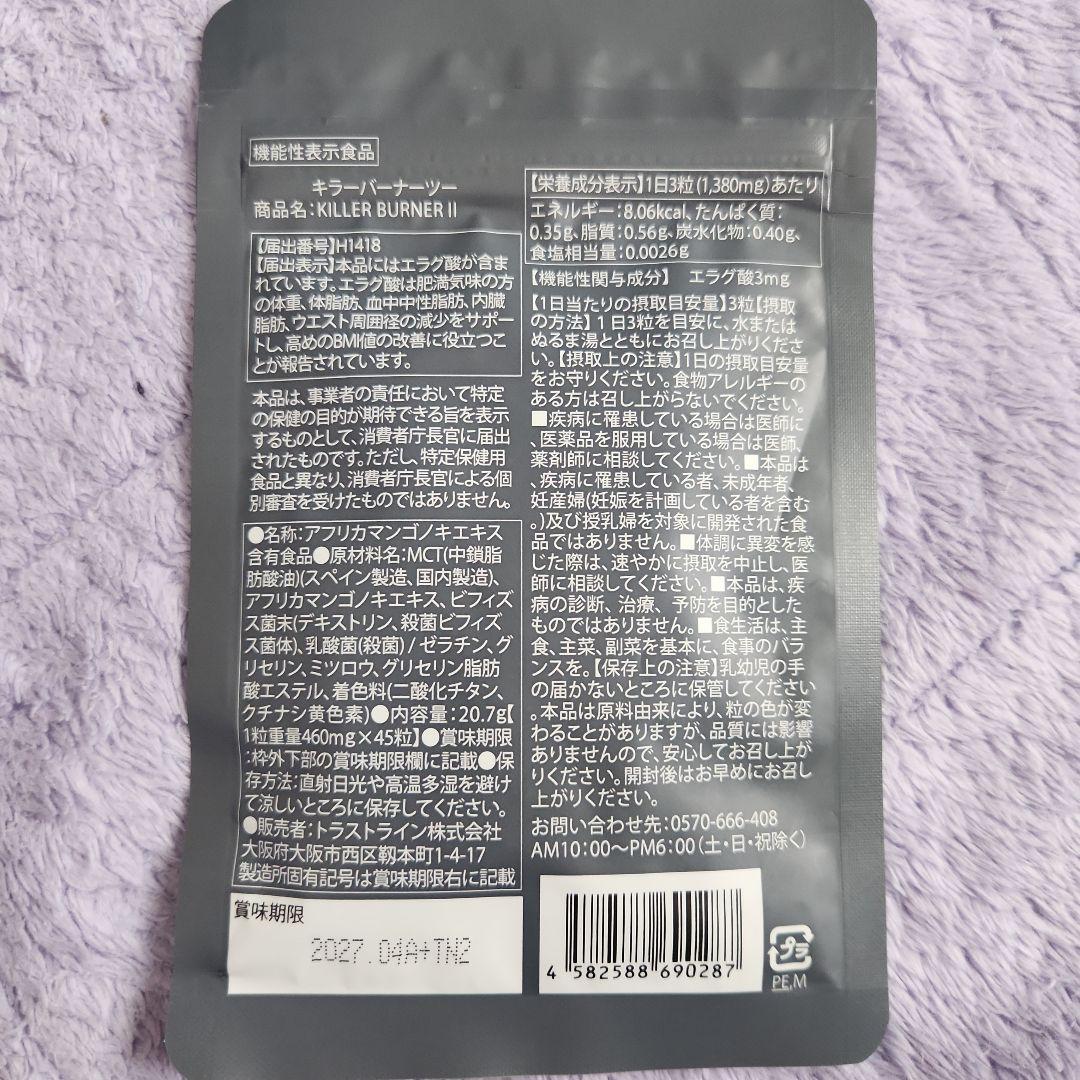 機能性表示食品
キラーバーナーツー
商品名：KILLER BURNER II
【届出番号】H1418
【届出表示】本品にはエラグ酸が含ま
れています。エラグ酸は肥満気味の方
の体重、体脂肪、血中中性脂肪、内臓
脂肪、ウエスト周囲径の減少をサポー
トし、高めのBMI値の改善に役立つこ
とが報告されています。
本品は、事業者の責任において特定
の保健の目的が期待できる旨を表示
するものとして、消費者庁長官に届出
されたものです。ただし、特定保健用
食品と異なり、消費者庁長官による個
別審査を受けたものではありません。
●名称：アフリカマンゴノキエキス
含有食品●原材料名：MCT(中鎖脂
肪酸油)(スペイン製造、国内製造)、
アフリカマンゴノキエキス、ビフィズ
ス菌末(デキストリン、殺菌ビフィズ
ス菌体)、乳酸菌(殺菌) / ゼラチン、グ
リセリン、ミツロウ、グリセリン脂肪
酸エステル、着色料(二酸化チタン、
クチナシ黄色素)●内容量：20.7g【
1粒重量460mg×45粒】●賞味期限
：枠外下部の賞味期限欄に記載●保
存方法：直射日光や高温多湿を避け
て涼しいところに保存してください。
●販売者：トラストライン株式会社
大阪府大阪市西区靱本町1-4-17
製造所固有記号は賞味期限右に記載
賞味期限
2027.04A+TN2
【栄養成分表示】1日3粒(1,380mg)あたり
エネルギー：8.06kcal、たんぱく質：
0.35g、脂質：0.56g、炭水化物：0.40g、
食塩相当量：0.0026g
【機能性関与成分】 エラグ酸3mg
【1日当たりの摂取目安量】3粒【摂取
の方法】1日3粒を目安に、水または
ぬるま湯とともにお召し上がりくださ
い。【摂取上の注意】1日の摂取目安量
をお守りください。食物アレルギーの
ある方は召し上がらないでください。
■疾病に罹患している場合は医師に
、医薬品を服用している場合は医師、
薬剤師に相談してください。■本品は
、疾病に罹患している者、未成年者、
妊産婦(妊娠を計画している者を含む
。)及び授乳婦を対象に開発された食
品ではありません。■体調に異変を感
じた際は、速やかに摂取を中止し、医
師に相談してください。■本品は、疾
病の診断、治療、予防を目的とした
ものではありません。■食生活は、主
食、主菜、副菜を基本に、食事のバラ
ンスを。【保存上の注意】乳幼児の手
の届かないところに保管してください
。本品は原料由来により、粒の色が変
わることがありますが、品質には影響
ありませんので、安心してお召し上が
りください。開封後はお早めにお召し
上がりください。
お問い合わせ先：0570-666-408
AM10：00～PM6：00（土・日・祝除く）
4 582588 690287
プラ
PE,M